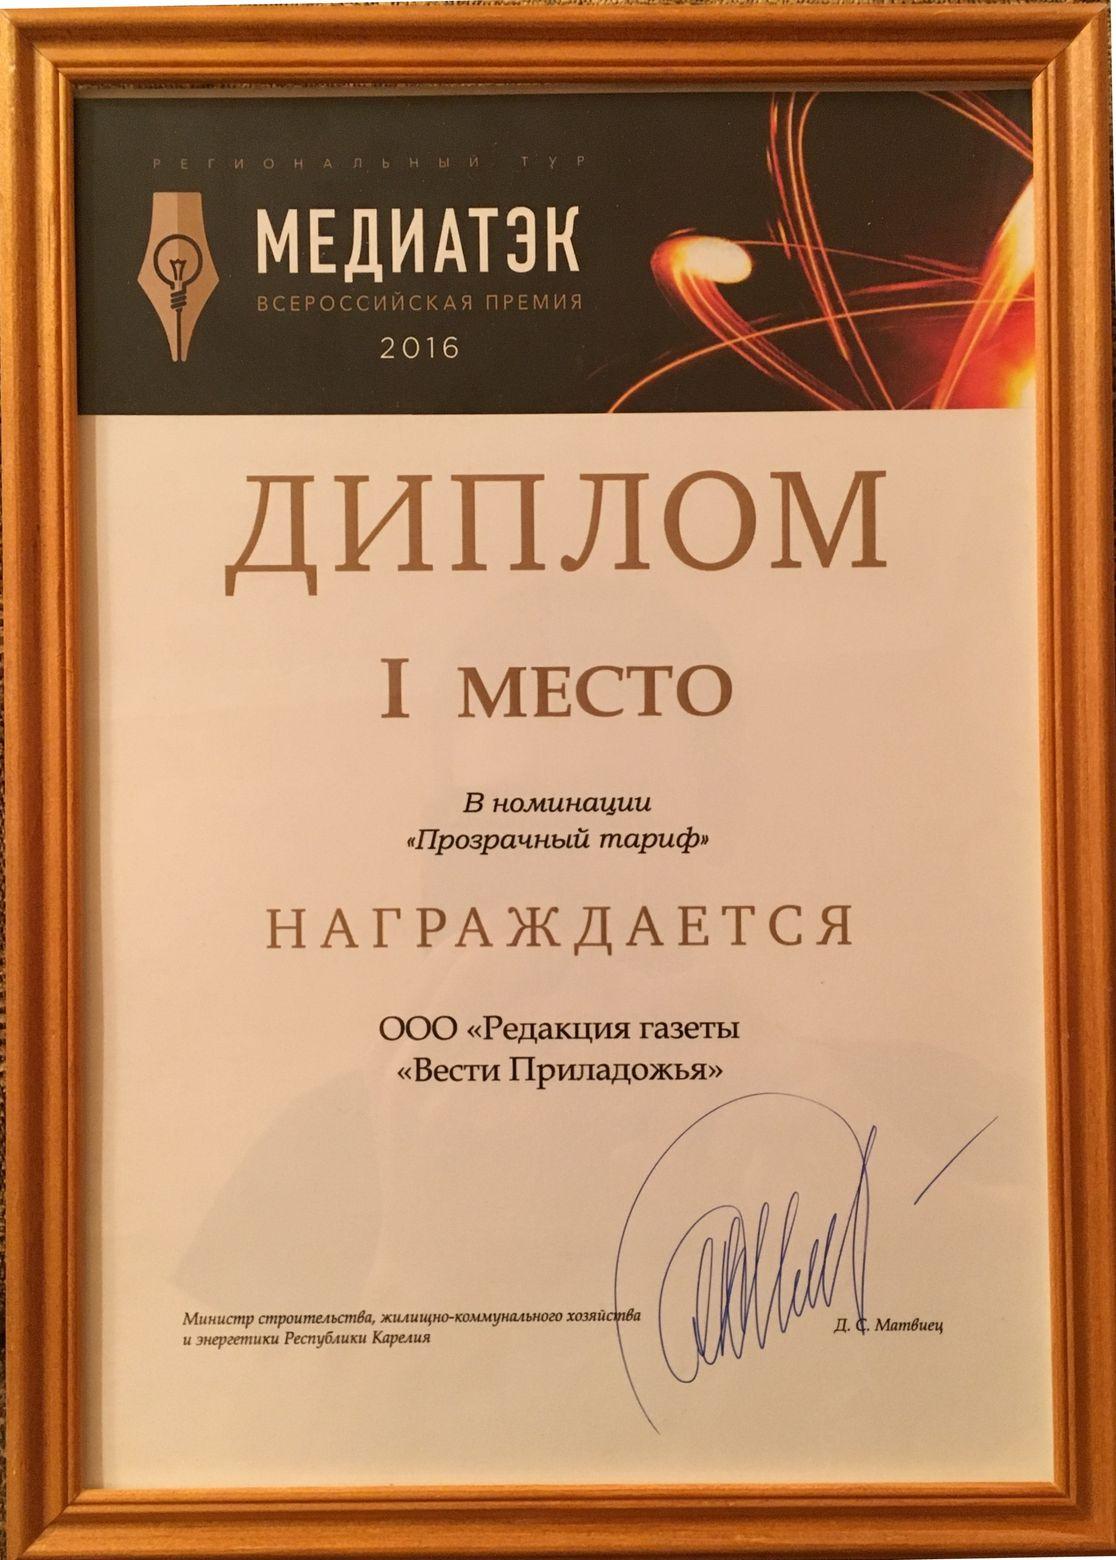 РЕГИОНАЛЬНЫЙ ТУР
МЕДИАТЭК
ВСЕРОССИЙСКАЯ ПРЕМИЯ
2016
ДИПЛОМ
I МЕСТО
В номинации
«Прозрачный тариф»
НАГРАЖДАЕТСЯ
ООО «Редакция газеты
«Вести Приладожья»
Министр строительства, жилищно-коммунального хозяйства
и энергетики Республики Карелия
Д. С. Матвиец